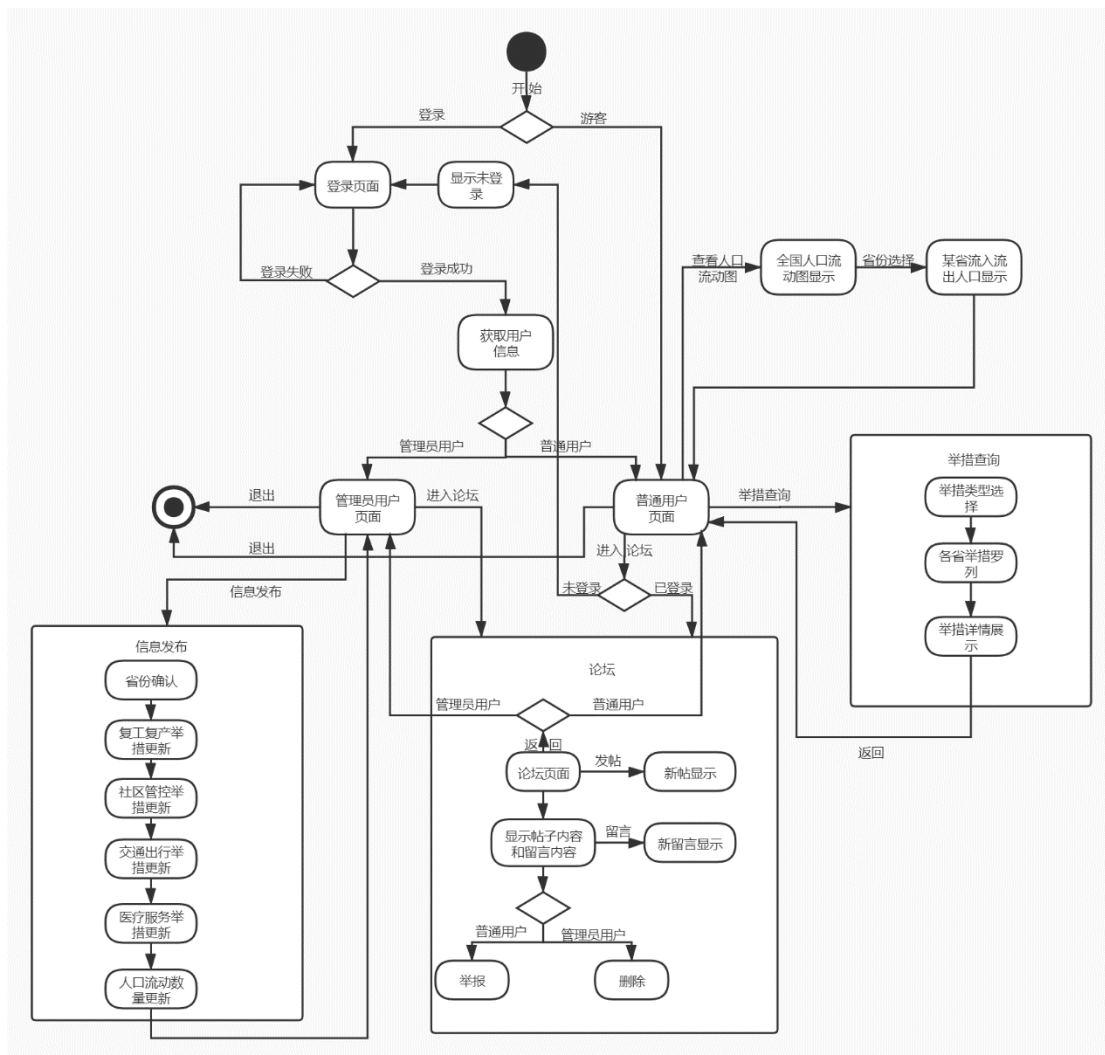 开始
登录
游客
登录页面
显示未登
录
登录失败
登录成功
查看人口
流动图
全国人口流
动图显示
省份选择
某省流入流
出人口显示
获取用户
信息
管理员用户
普通用户
退出
管理员用户
页面
进入论坛
普通用户
页面
举措查询
退出
进入论坛
未登录
已登录
信息发布
举措查询
举措类型选
择
各省举措罗
列
举措详情展
示
返回
信息发布
省份确认
复工复产举
措更新
社区管控举
措更新
交通出行举
措更新
医疗服务举
措更新
人口流动数
量更新
论坛
管理员用户
普通用户
返回
论坛页面
发帖
新帖显示
显示帖子内容
和留言内容
留言
新留言显示
普通用户
管理员用户
举报
删除